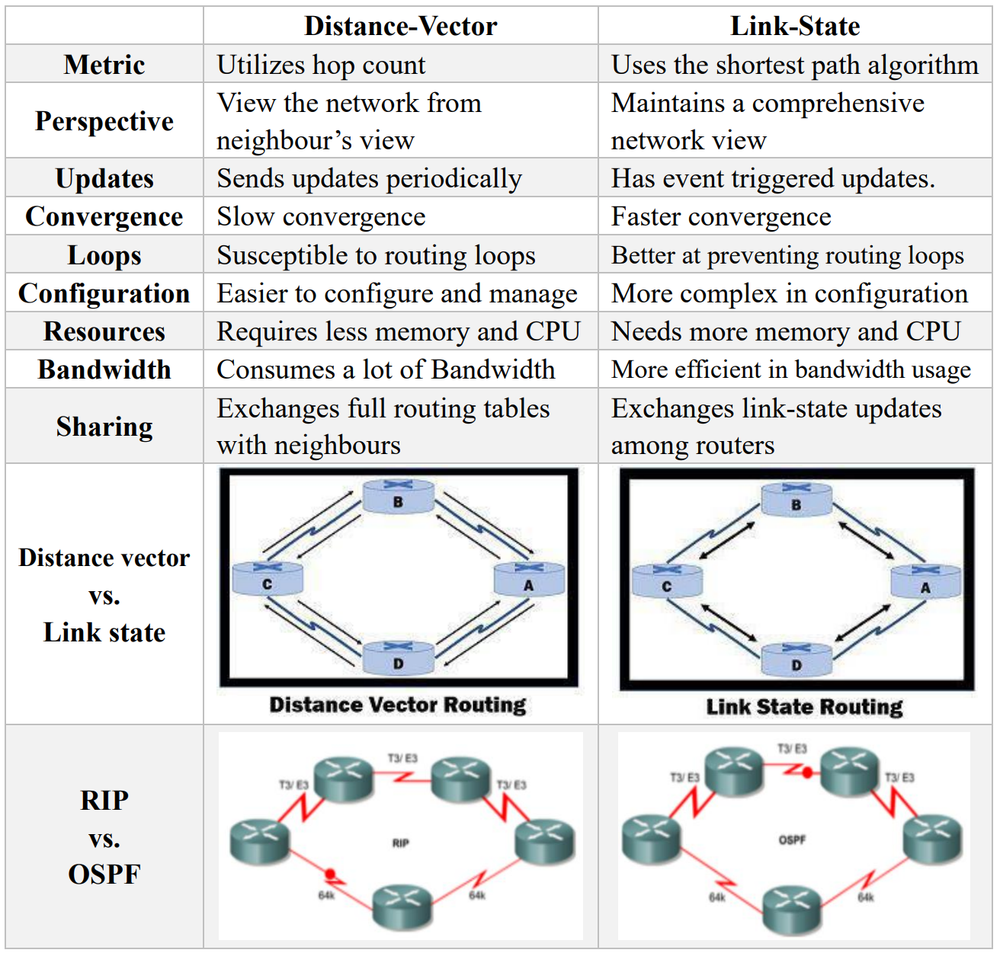 Distance-Vector
Link-State
Metric
Utilizes hop count
Uses the shortest path algorithm
Perspective
View the network from
neighbour’s view
Maintains a comprehensive
network view
Updates
Sends updates periodically
Has event triggered updates.
Convergence
Slow convergence
Faster convergence
Loops
Susceptible to routing loops
Better at preventing routing loops
Configuration
Easier to configure and manage
More complex in configuration
Resources
Requires less memory and CPU
Needs more memory and CPU
Bandwidth
Consumes a lot of Bandwidth
More efficient in bandwidth usage
Sharing
Exchanges full routing tables
with neighbours
Exchanges link-state updates
among routers
Distance vector
vs.
Link state
B
C
A
D
Distance Vector Routing
B
C
A
D
Link State Routing
RIP
vs.
OSPF
T3/ E3
T3/ E3
T3/ E3
RIP
64k
64k
T3/ E3
T3/ E3
T3/ E3
OSPF
64k
64k